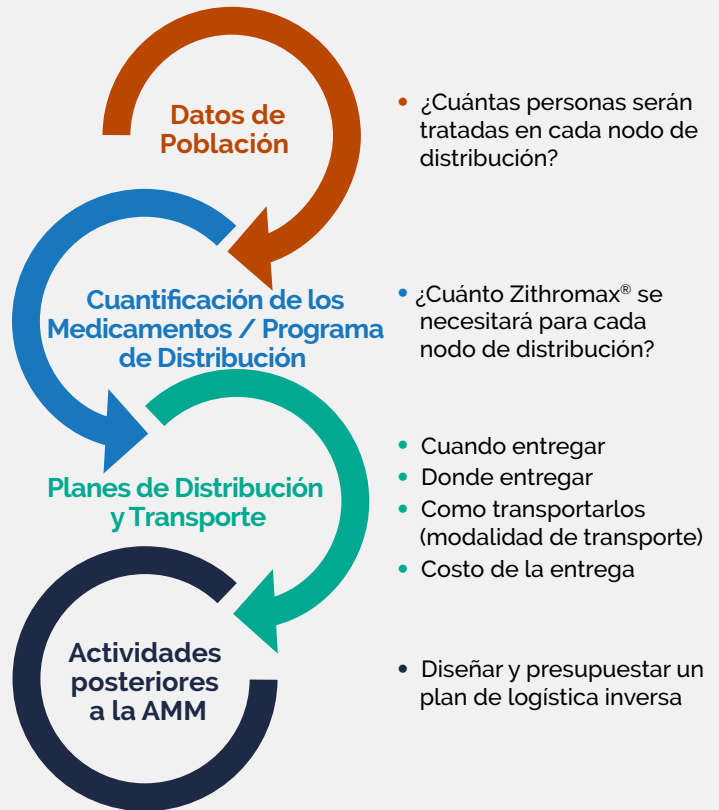 Datos de
Población
• ¿Cuántas personas serán
tratadas en cada nodo de
distribución?
Cuantificación de los
Medicamentos / Programa
de Distribución
• ¿Cuánto Zithromax® se
necesitará para cada
nodo de distribución?
Planes de Distribución
y Transporte
• Cuando entregar
• Donde entregar
• Como transportarlos
(modalidad de transporte)
• Costo de la entrega
Actividades
posteriores
a la AMM
• Diseñar y presupuestar un
plan de logística inversa